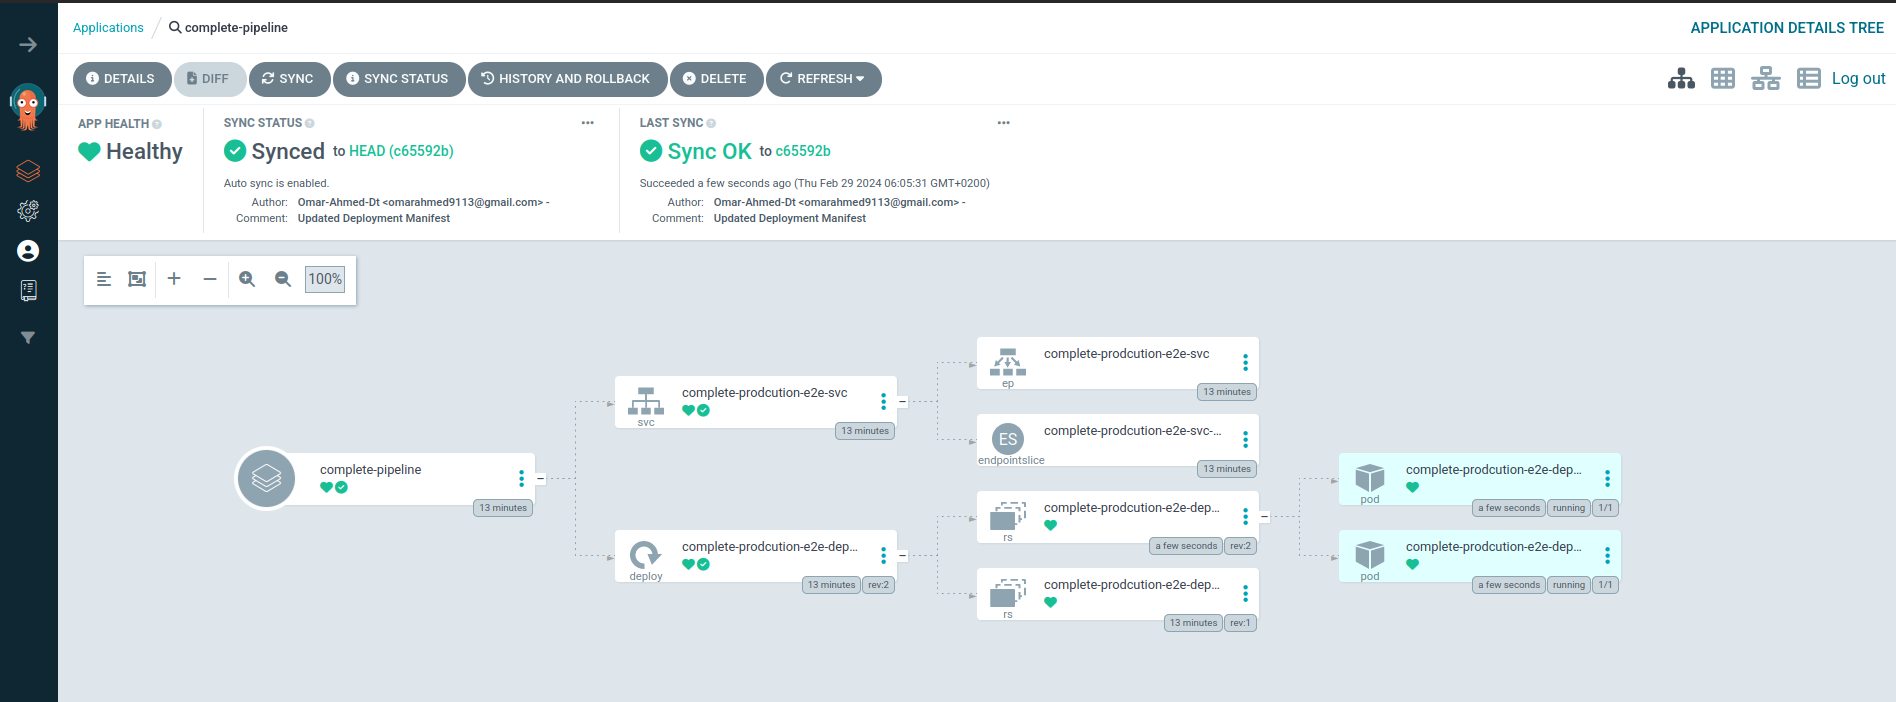 Applications / complete-pipeline
APPLICATION DETAILS TREE
DETAILS DIFF SYNC SYNC STATUS HISTORY AND ROLLBACK DELETE REFRESH
Log out
APP HEALTH
Healthy
SYNC STATUS
Synced to HEAD (c65592b)
Auto sync is enabled.
Author: Omar-Ahmed-Dt <omarahmed9113@gmail.com> -
Comment: Updated Deployment Manifest
LAST SYNC
Sync OK to c65592b
Succeeded a few seconds ago (Thu Feb 29 2024 06:05:31 GMT+0200)
Author: Omar-Ahmed-Dt <omarahmed9113@gmail.com> -
Comment: Updated Deployment Manifest
100%
complete-pipeline
13 minutes
complete-prodcution-e2e-svc
svc
13 minutes
complete-prodcution-e2e-dep...
deploy
13 minutes rev:2
complete-prodcution-e2e-svc
ep
13 minutes
ES
complete-prodcution-e2e-svc-...
endpointslice
13 minutes
complete-prodcution-e2e-dep...
rs
a few seconds rev:2
complete-prodcution-e2e-dep...
rs
13 minutes rev:1
complete-prodcution-e2e-dep...
pod
a few seconds running 1/1
complete-prodcution-e2e-dep...
pod
a few seconds running 1/1